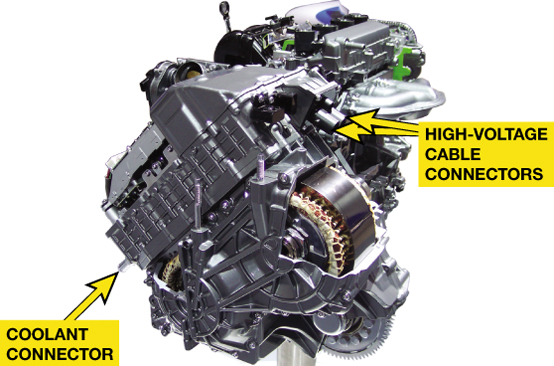 HIGH-VOLTAGE
CABLE
CONNECTORS
COOLANT
CONNECTOR